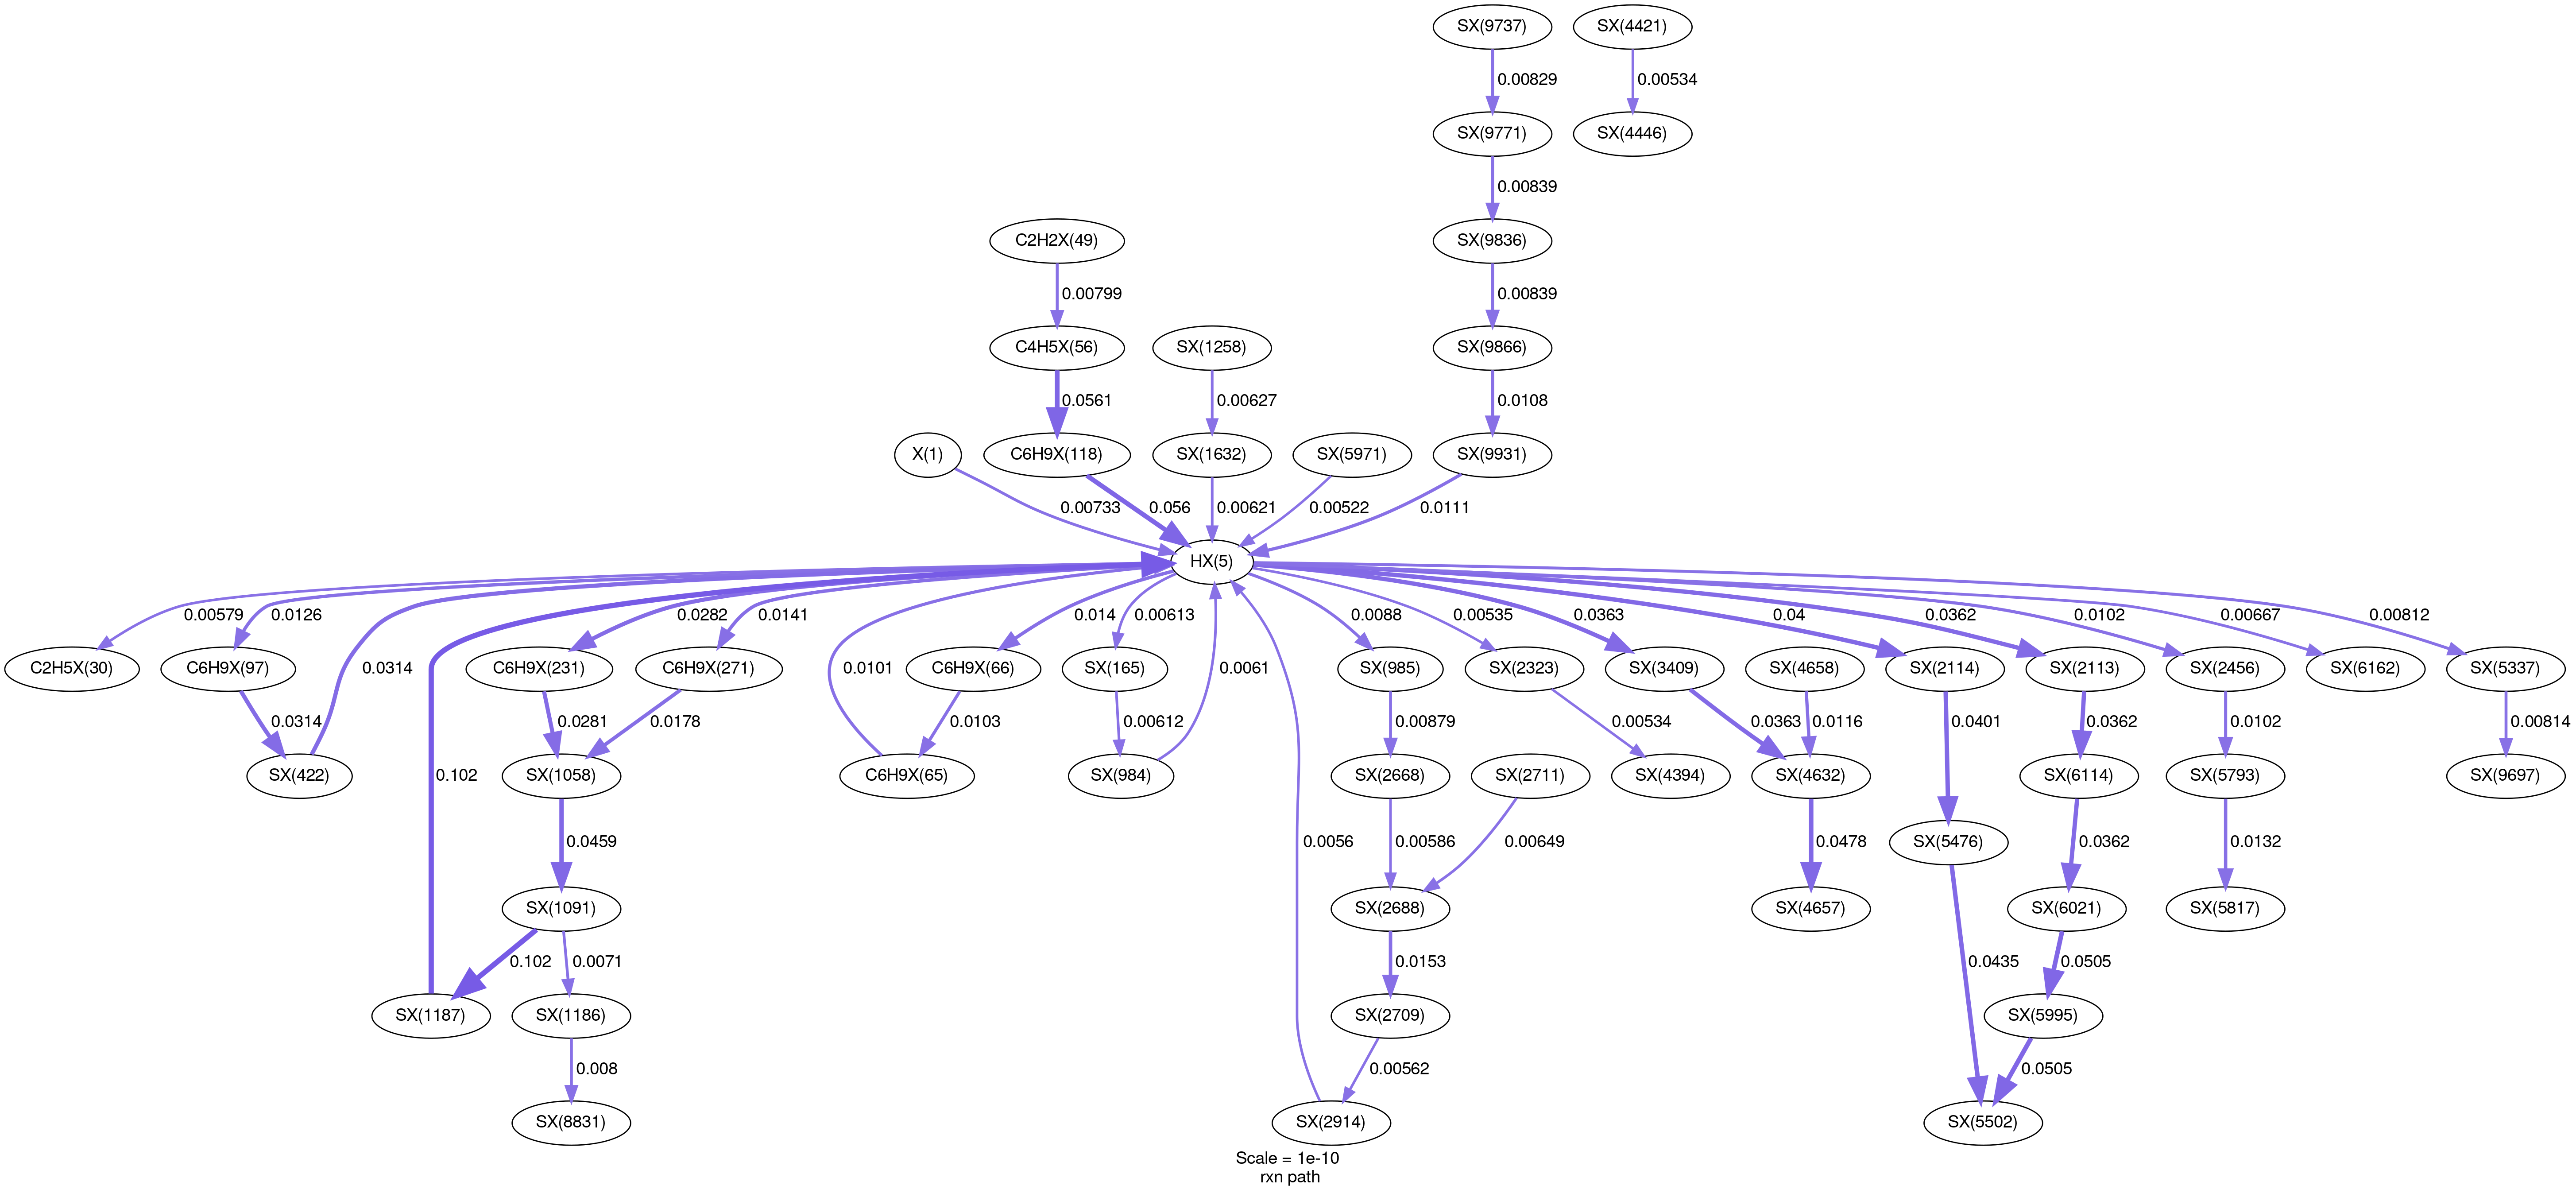 SX(9737)
SX(4421)
0.00829
0.00534
SX(9771)
SX(4446)
0.00839
C2H2X(49)
SX(9836)
0.00799
0.00839
C4H5X(56)
SX(1258)
SX(9866)
0.0561
0.00627
0.0108
X(1)
C6H9X(118)
SX(1632)
SX(5971)
SX(9931)
0.00733
0.056
0.00621
0.00522
0.0111
HX(5)
0.00579
0.0126
0.0282
0.0141
0.014
0.00613
0.0088
0.00535
0.0363
0.04
0.0362
0.0102
0.00667
0.00812
C2H5X(30)
C6H9X(97)
0.0314
C6H9X(231)
C6H9X(271)
0.0101
C6H9X(66)
SX(165)
0.0061
SX(985)
SX(2323)
SX(3409)
SX(4658)
SX(2114)
SX(2113)
SX(2456)
SX(6162)
SX(5337)
0.0314
0.0281
0.0178
0.0103
0.00612
0.00879
0.00534
0.0363
0.0116
0.0401
0.0362
0.0102
0.00814
SX(422)
0.102
SX(1058)
C6H9X(65)
SX(984)
SX(2668)
SX(2711)
SX(4394)
SX(4632)
SX(6114)
SX(5793)
SX(9697)
0.0459
0.0056
0.00586
0.00649
0.0478
SX(5476)
0.0362
0.0132
SX(1091)
SX(2688)
SX(4657)
SX(6021)
SX(5817)
0.102
0.0071
0.0153
0.0435
0.0505
SX(1187)
SX(1186)
SX(2709)
SX(5995)
0.008
0.00562
0.0505
SX(8831)
SX(2914)
SX(5502)
Scale = 1e-10
rxn path